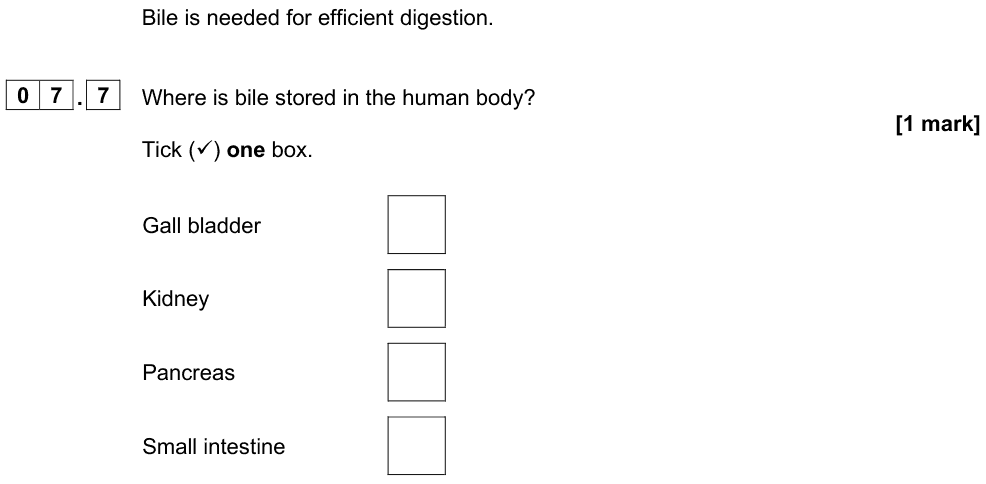 Bile is needed for efficient digestion.
0 7 . 7 Where is bile stored in the human body?
[1 mark]
Tick (✓) one box.
Gall bladder
Kidney
Pancreas
Small intestine